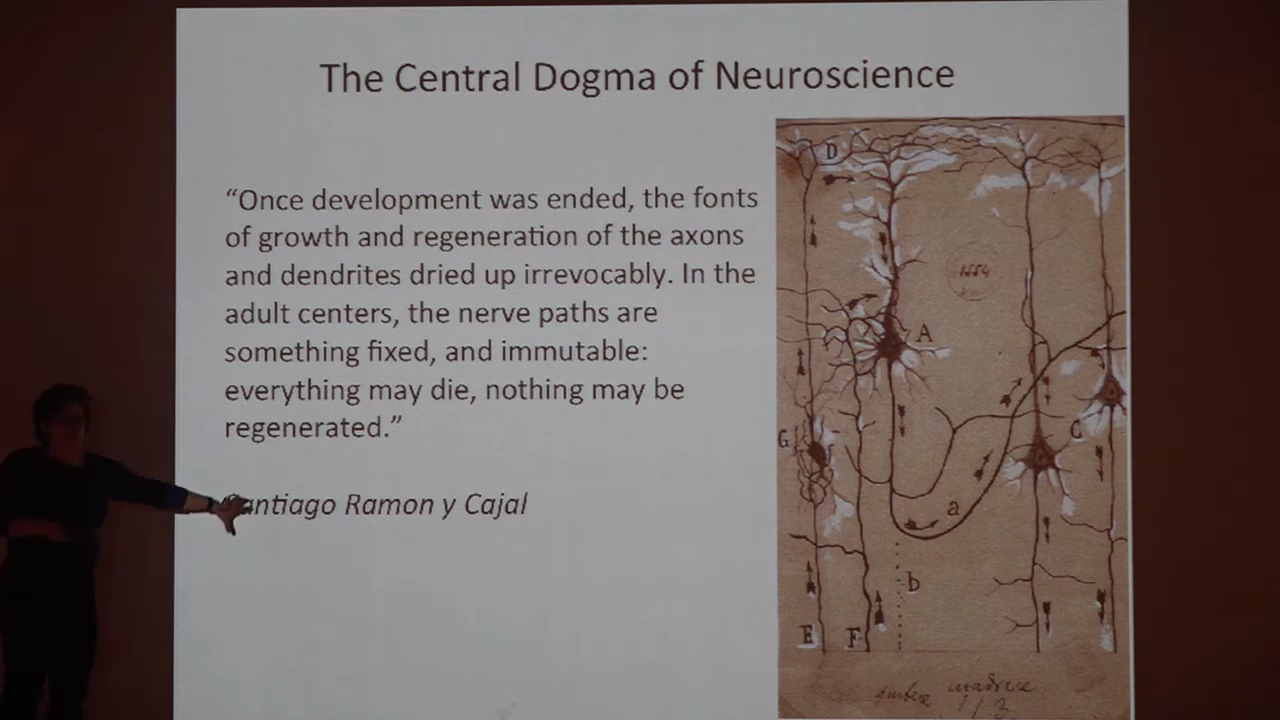 The Central Dogma of Neuroscience
“Once development was ended, the fonts
of growth and regeneration of the axons
and dendrites dried up irrevocably. In the
adult centers, the nerve paths are
something fixed, and immutable:
everything may die, nothing may be
regenerated.”
Santiago Ramon y Cajal
D
A
G
C
a
b
E
F